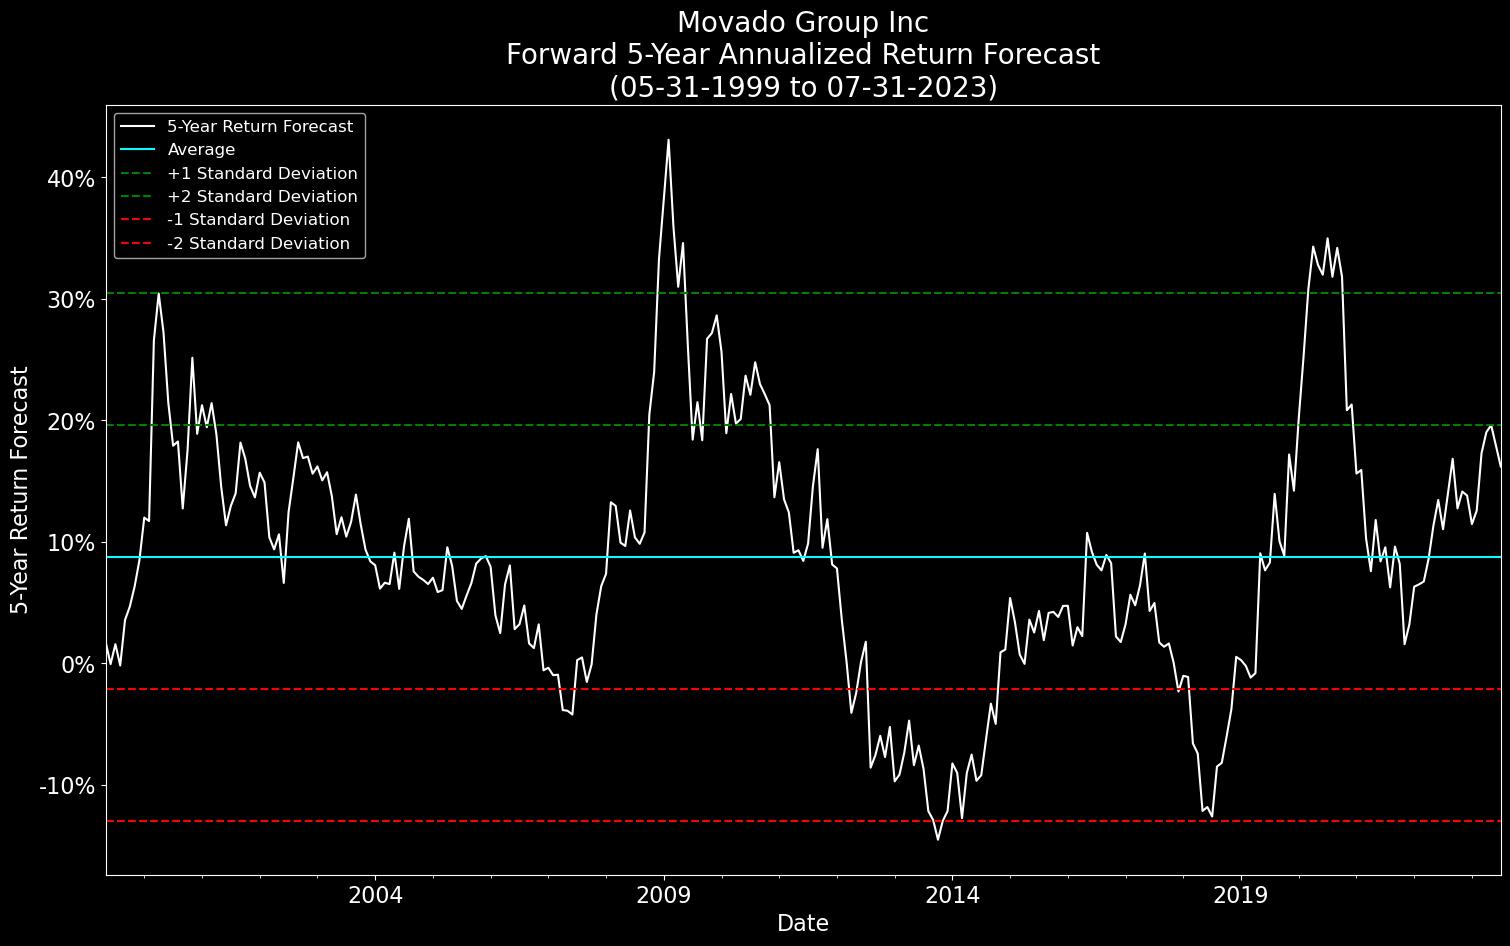 Movado Group Inc
Forward 5-Year Annualized Return Forecast
(05-31-1999 to 07-31-2023)
5-Year Return Forecast
Average
+1 Standard Deviation
+2 Standard Deviation
-1 Standard Deviation
-2 Standard Deviation
5-Year Return Forecast
40%
30%
20%
10%
0%
-10%
2004
2009
2014
2019
Date